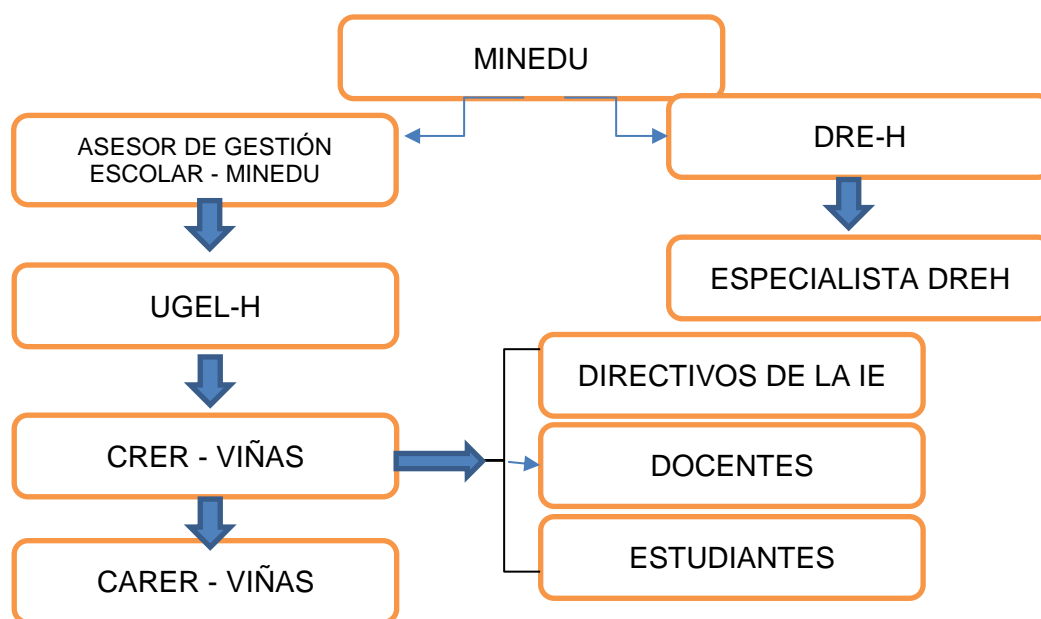 MINEDU
ASESOR DE GESTIÓN
ESCOLAR - MINEDU
DRE-H
UGEL-H
ESPECIALISTA DREH
CRER - VIÑAS
DIRECTIVOS DE LA IE
DOCENTES
CARER - VIÑAS
ESTUDIANTES